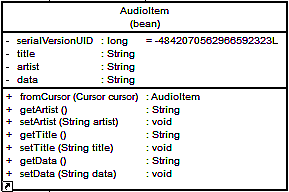 AudioItem
(bean)
- serialVersionUID : long = -4842070562966592323L
- title : String
- artist : String
- data : String
+ fromCursor (Cursor cursor) : AudioItem
+ getArtist () : String
+ setArtist (String artist) : void
+ getTitle () : String
+ setTitle (String title) : void
+ getData () : String
+ setData (String data) : void